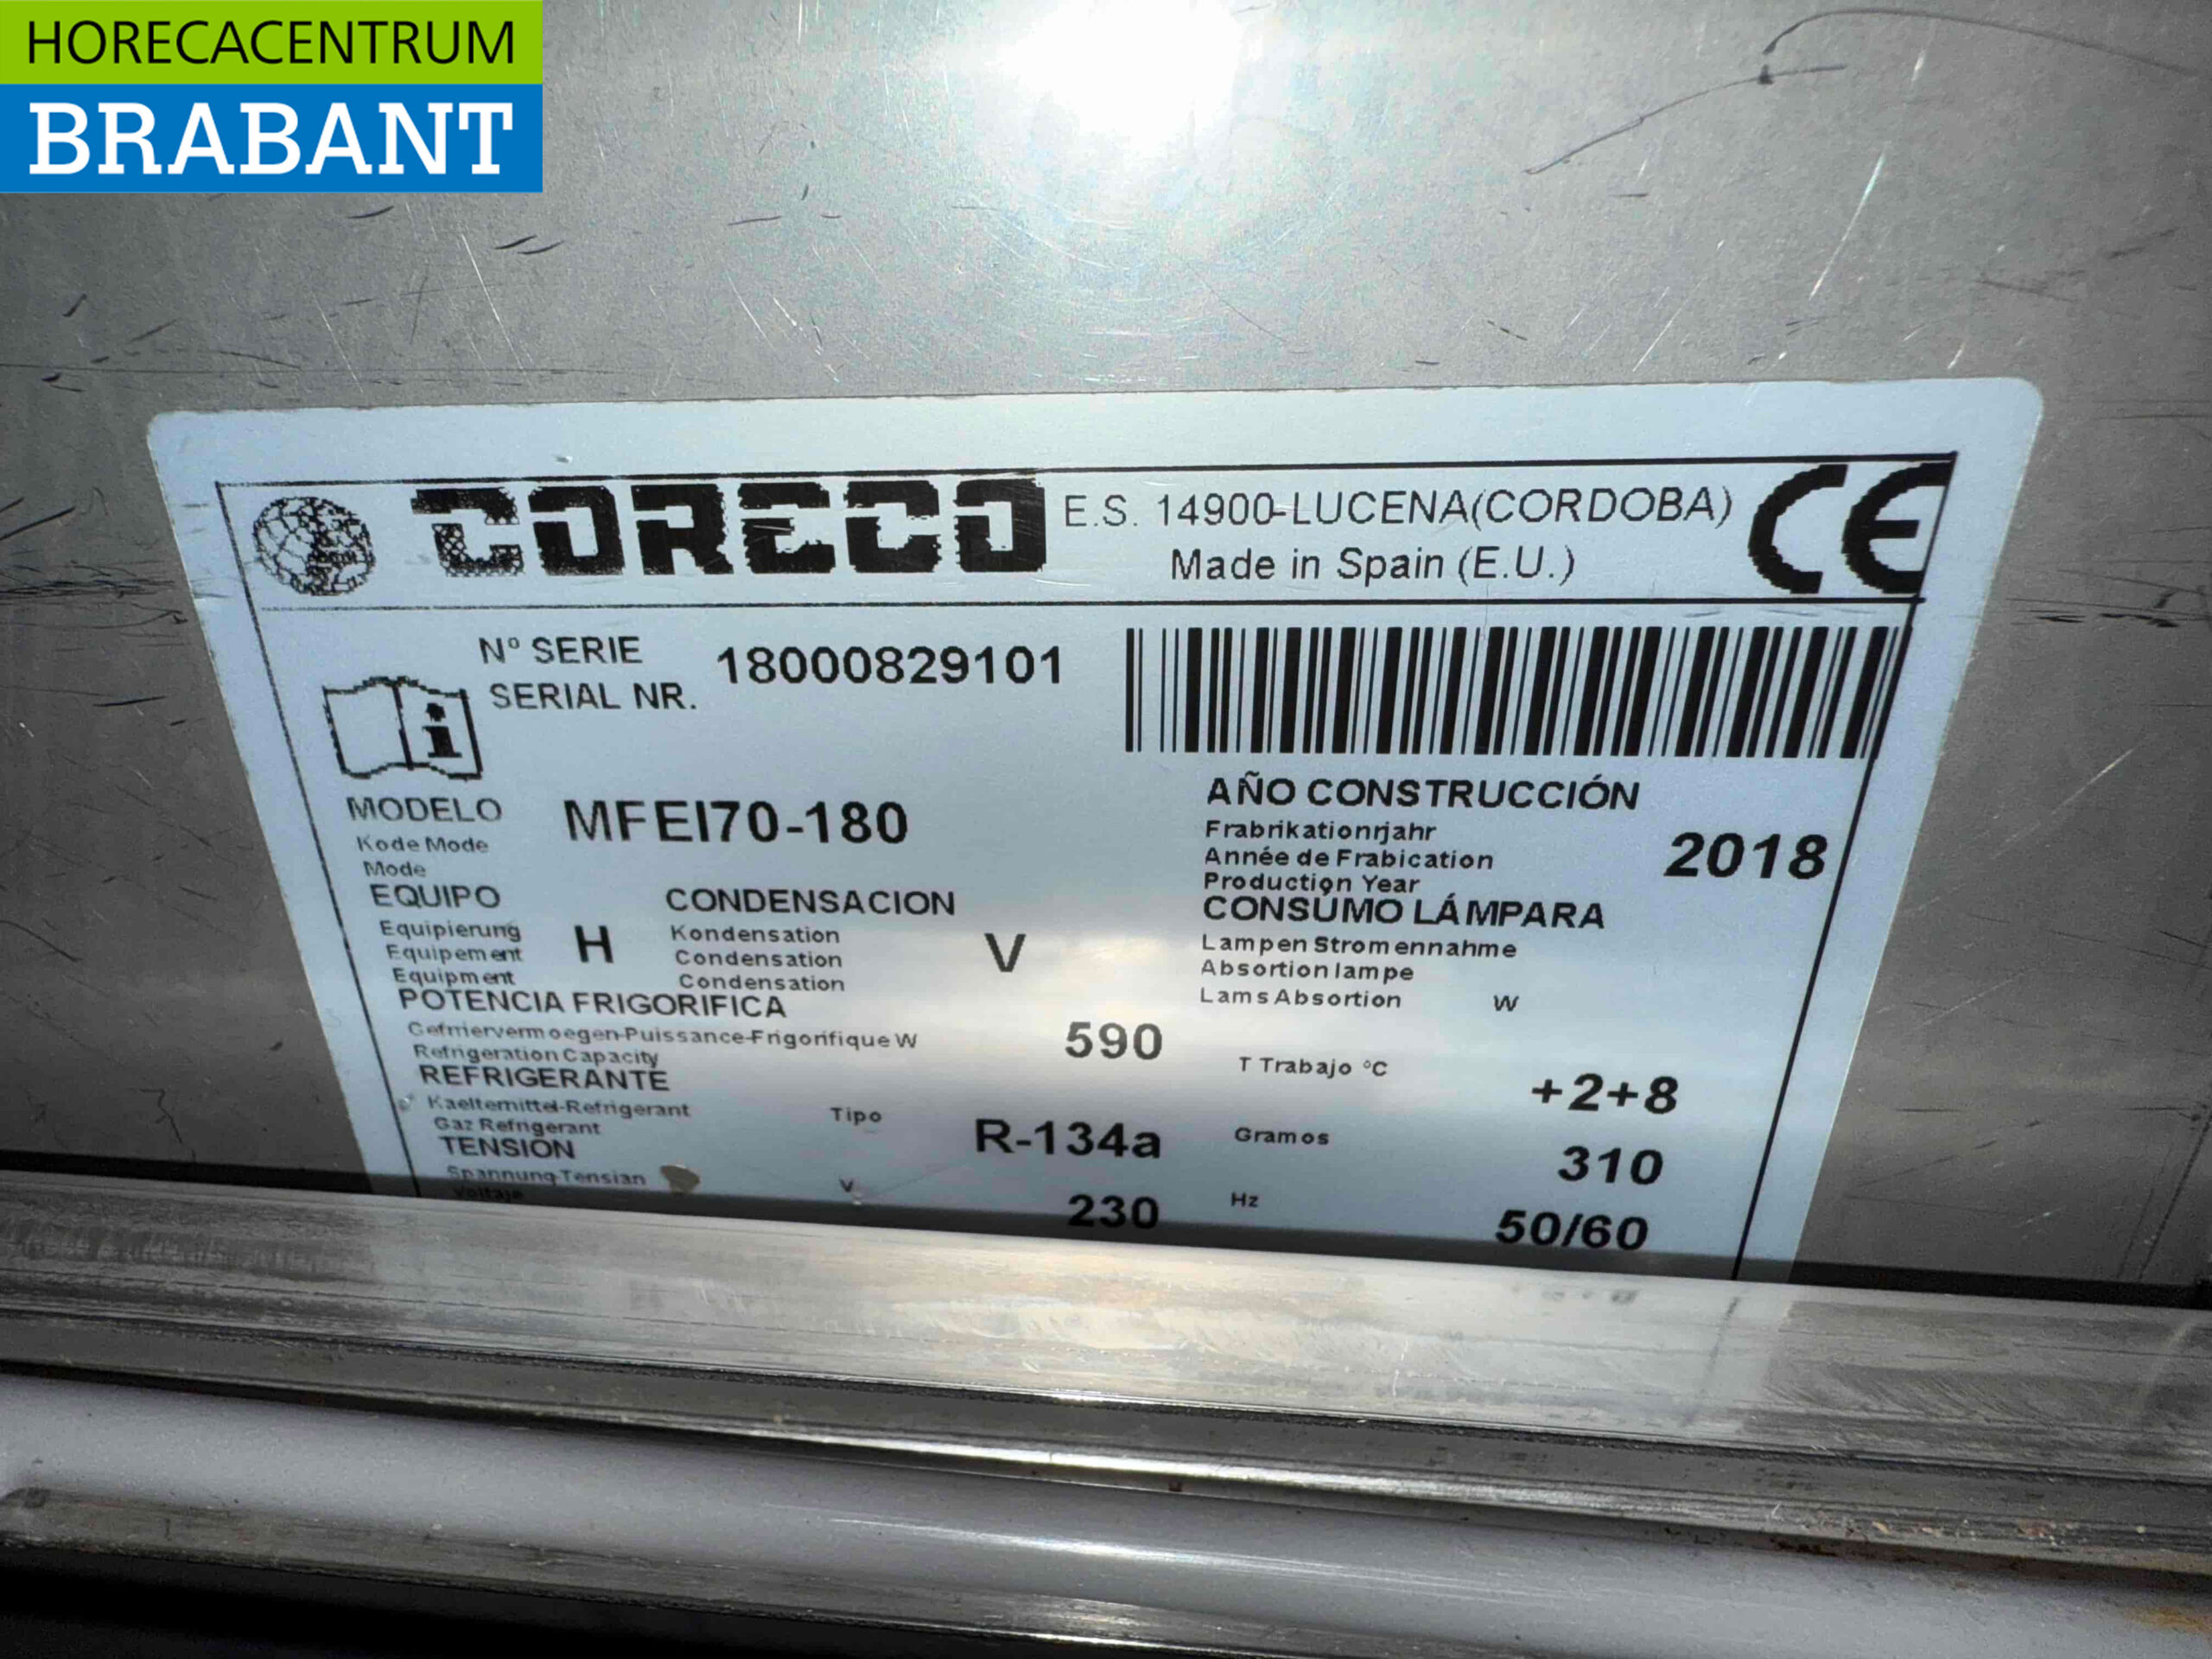 HORECACENTRUM
BRABANT
CORECO E.S. 14900-LUCENA(CORDOBA) CE
Made in Spain (E.U.)
Nº SERIE
SERIAL NR. 18000829101
MODELO MFEI70-180
Kode Mode
Mode
AÑO CONSTRUCCIÓN
Frabrikationrjahr
Année de Frabication
Production Year
2018
EQUIPO
Equipierung
Equipement
Equipment
H
CONDENSACION
Kondensation
Condensation
Condensation
V
CONSUMO LÁMPARA
Lampen Stromennahme
Absortion lampe
Lams Absortion W
POTENCIA FRIGORIFICA
Gefriervermoegen-Puissance-Frigorifique W
Refrigeration Capacity
590
T Trabajo °C +2+8
REFRIGERANTE
Kaeltemittel-Refrigerant
Gaz Refrigerant
Tipo R-134a
Gramos 310
TENSION
Spannung-Tensian
Voltaje
V 230
Hz 50/60